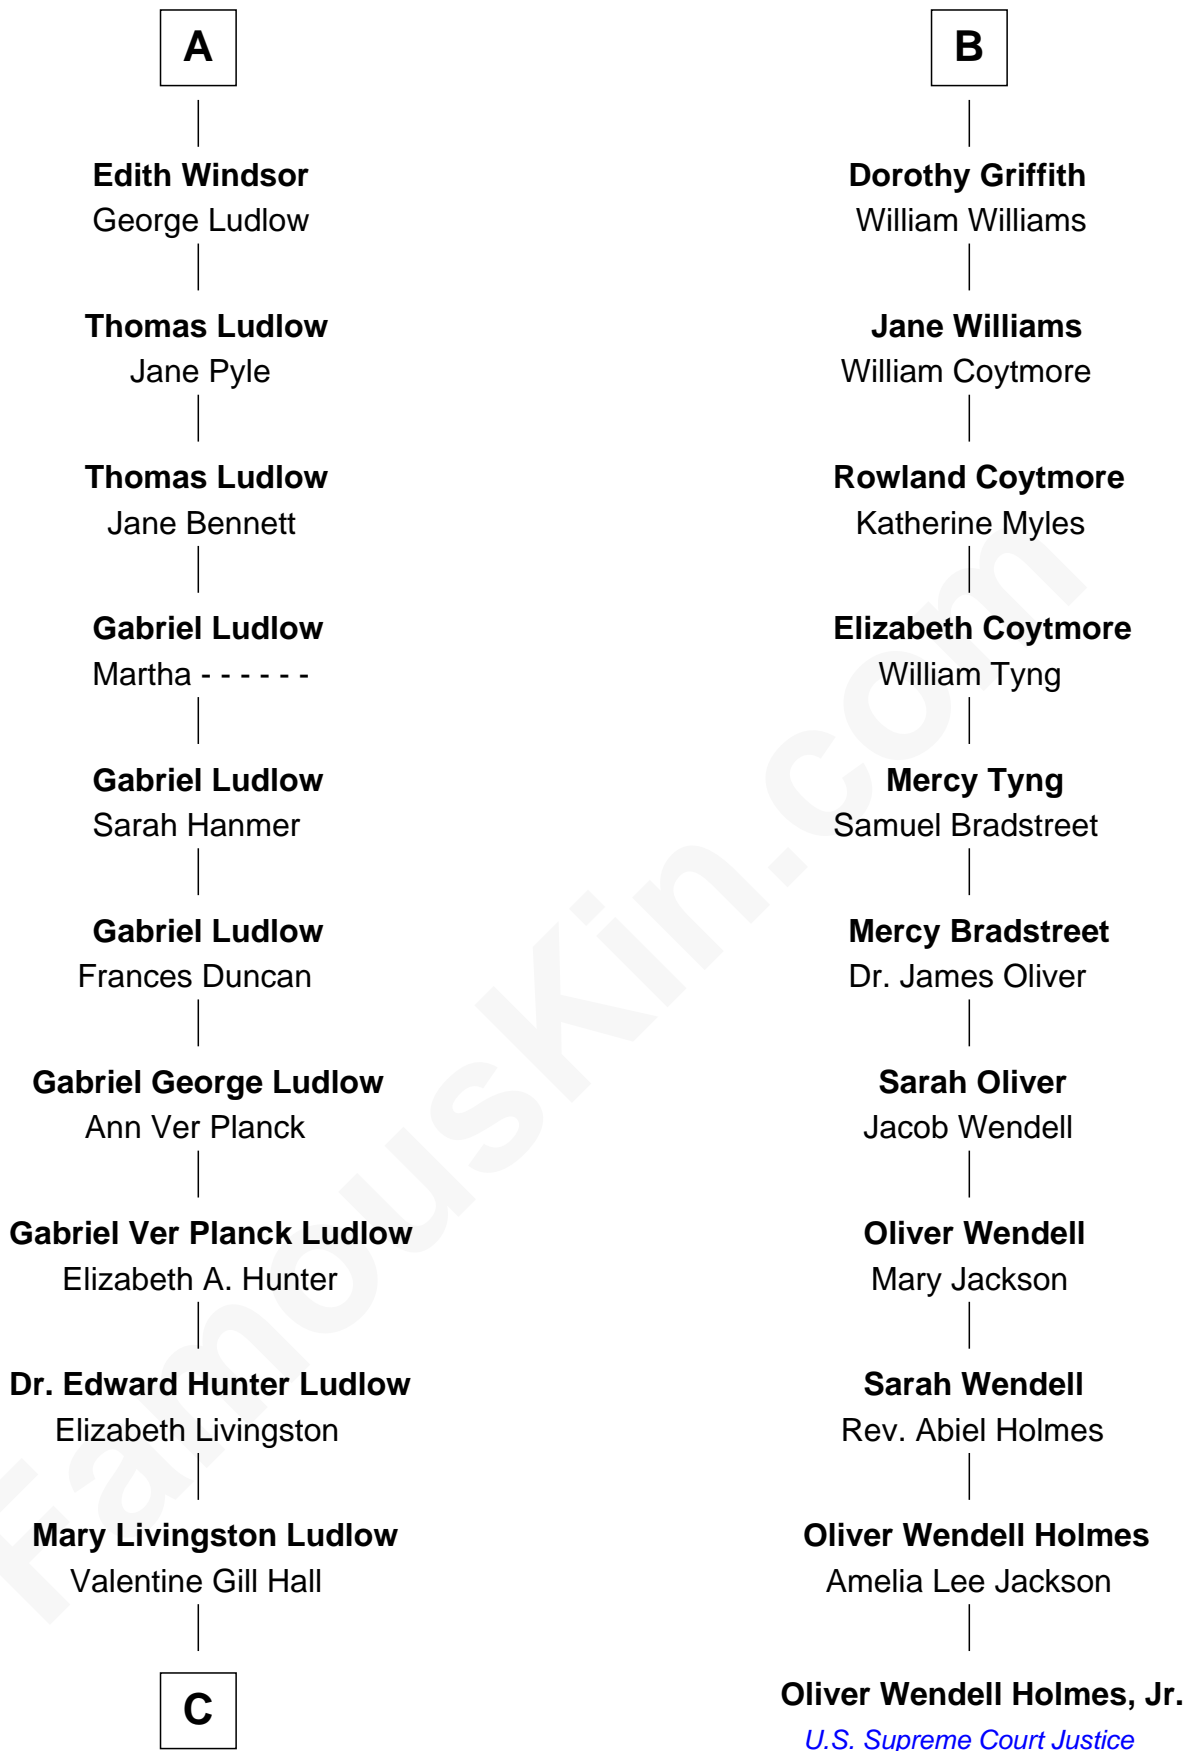 A
Edith Windsor
George Ludlow
Thomas Ludlow
Jane Pyle
Thomas Ludlow
Jane Bennett
Gabriel Ludlow
Martha - - - - - -
Gabriel Ludlow
Sarah Hanmer
Gabriel Ludlow
Frances Duncan
Gabriel George Ludlow
Ann Ver Planck
Gabriel Ver Planck Ludlow
Elizabeth A. Hunter
Dr. Edward Hunter Ludlow
Elizabeth Livingston
Mary Livingston Ludlow
Valentine Gill Hall
C
B
Dorothy Griffith
William Williams
Jane Williams
William Coytmore
Rowland Coytmore
Katherine Myles
Elizabeth Coytmore
William Tyng
Mercy Tyng
Samuel Bradstreet
Mercy Bradstreet
Dr. James Oliver
Sarah Oliver
Jacob Wendell
Oliver Wendell
Mary Jackson
Sarah Wendell
Rev. Abiel Holmes
Oliver Wendell Holmes
Amelia Lee Jackson
Oliver Wendell Holmes, Jr.
U.S. Supreme Court Justice
FamousKin.com